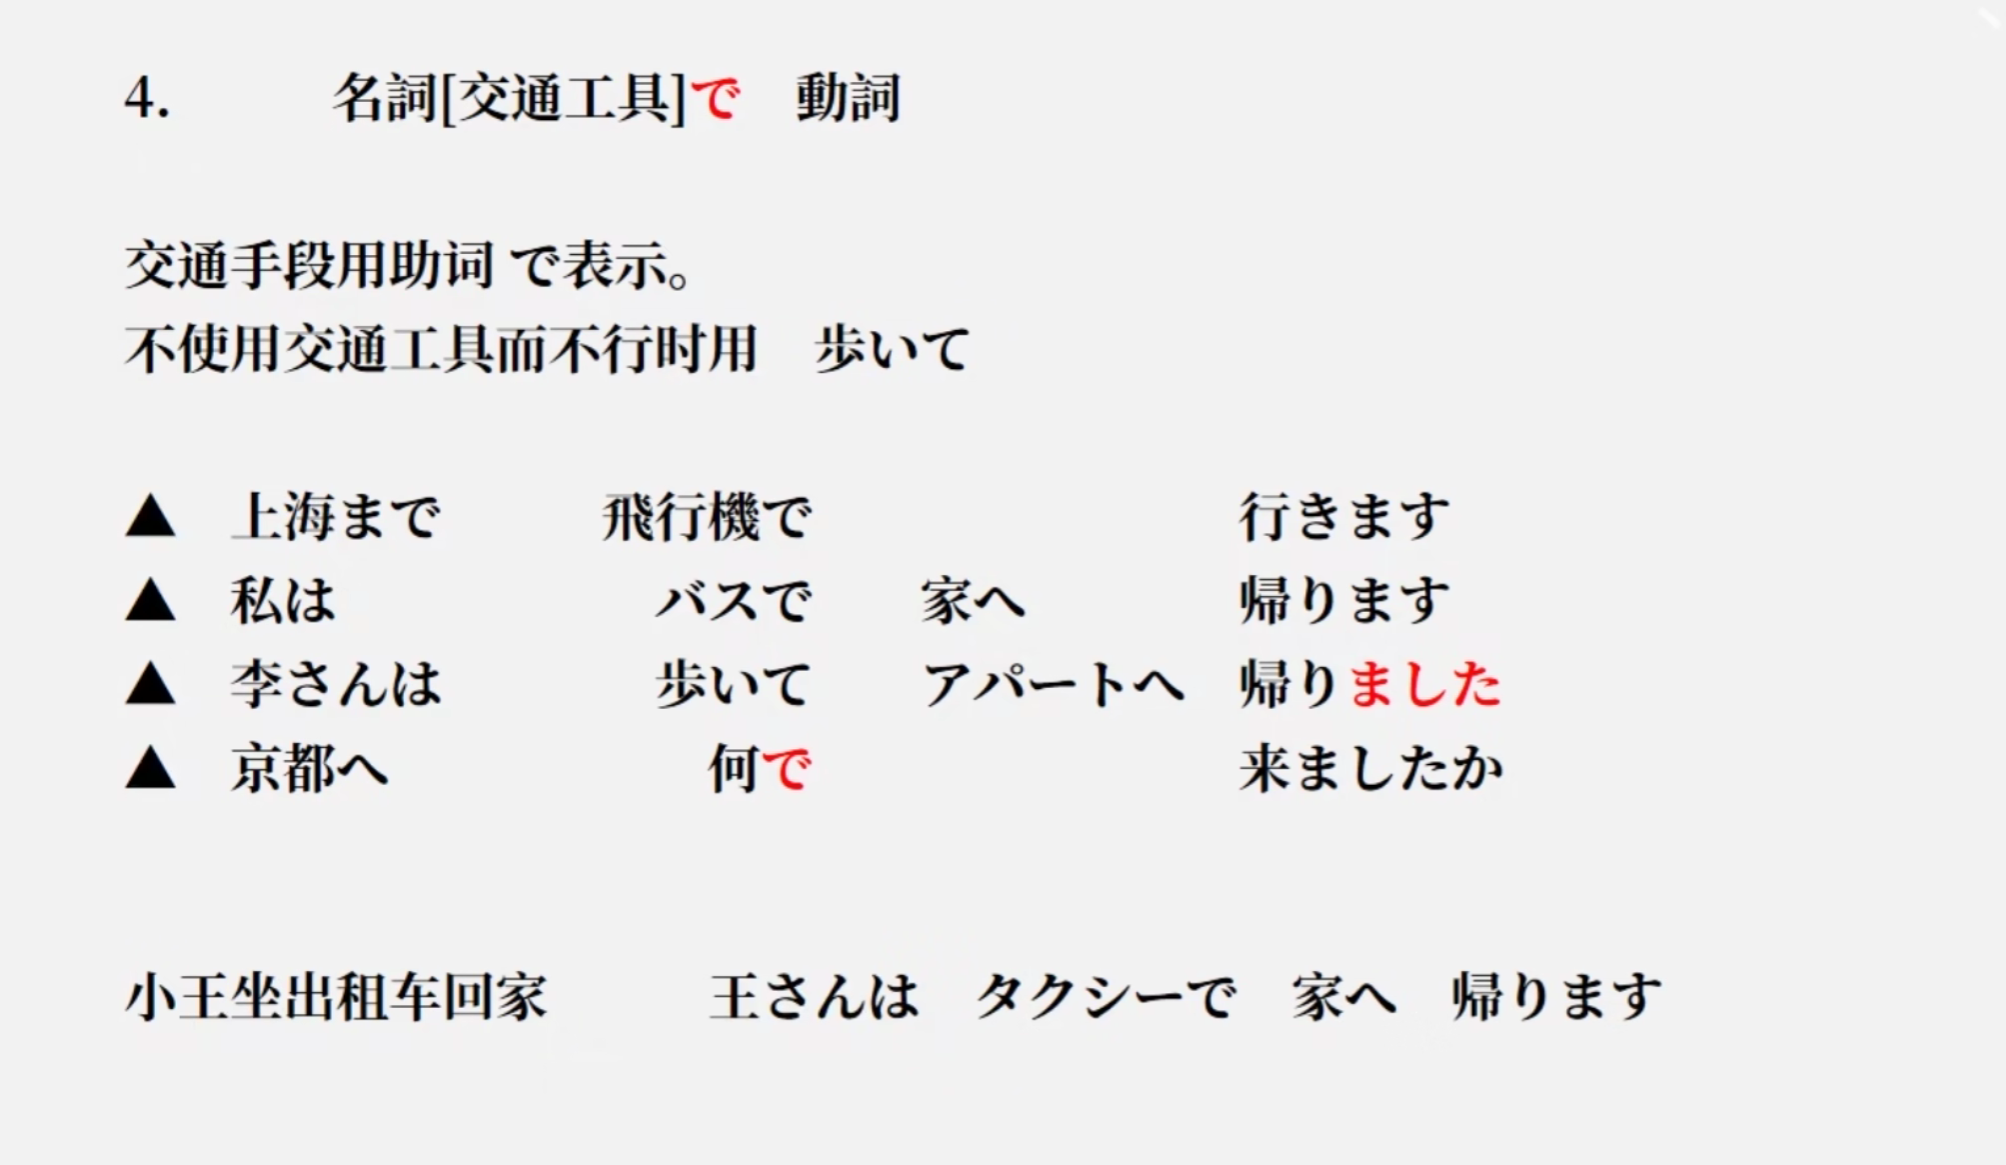 4.　　　名詞[交通工具]で　動詞
交通手段用助词 で表示。
不使用交通工具而不行时用　歩いて
▲　上海まで　　　飛行機で　　　　　　　　行きます
▲　私は　　　　　　バスで　　家へ　　　　帰ります
▲　李さんは　　　　歩いて　　アパートへ　帰りました
▲　京都へ　　　　　　何で　　　　　　　　来ましたか
小王坐出租车回家　　　王さんは　タクシーで　家へ　帰ります